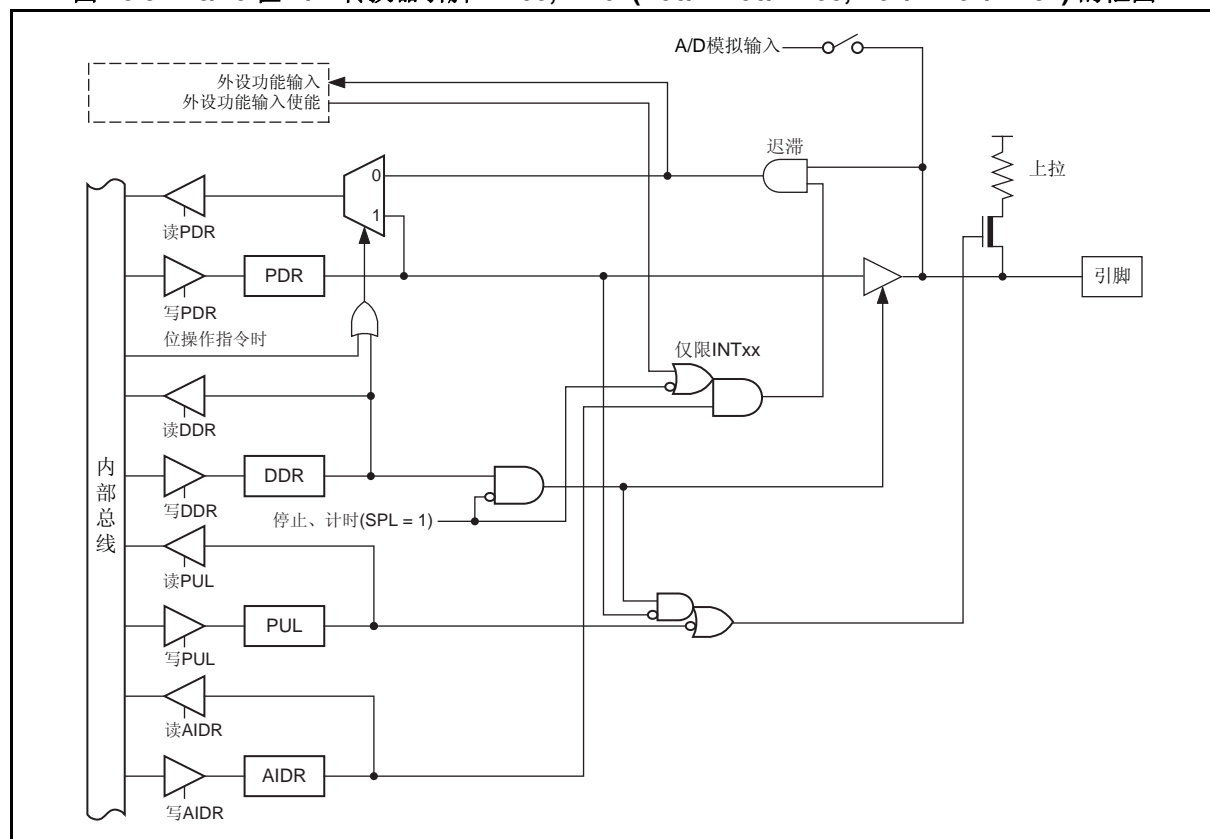 A/D模拟输入
外设功能输入
外设功能输入使能
迟滞
上拉
0
1
读PDR
PDR
写PDR
引脚
位操作指令时
仅限INTxx
读DDR
内部总线
DDR
写DDR
停止、计时(SPL = 1)
读PUL
PUL
写PUL
读AIDR
AIDR
写AIDR